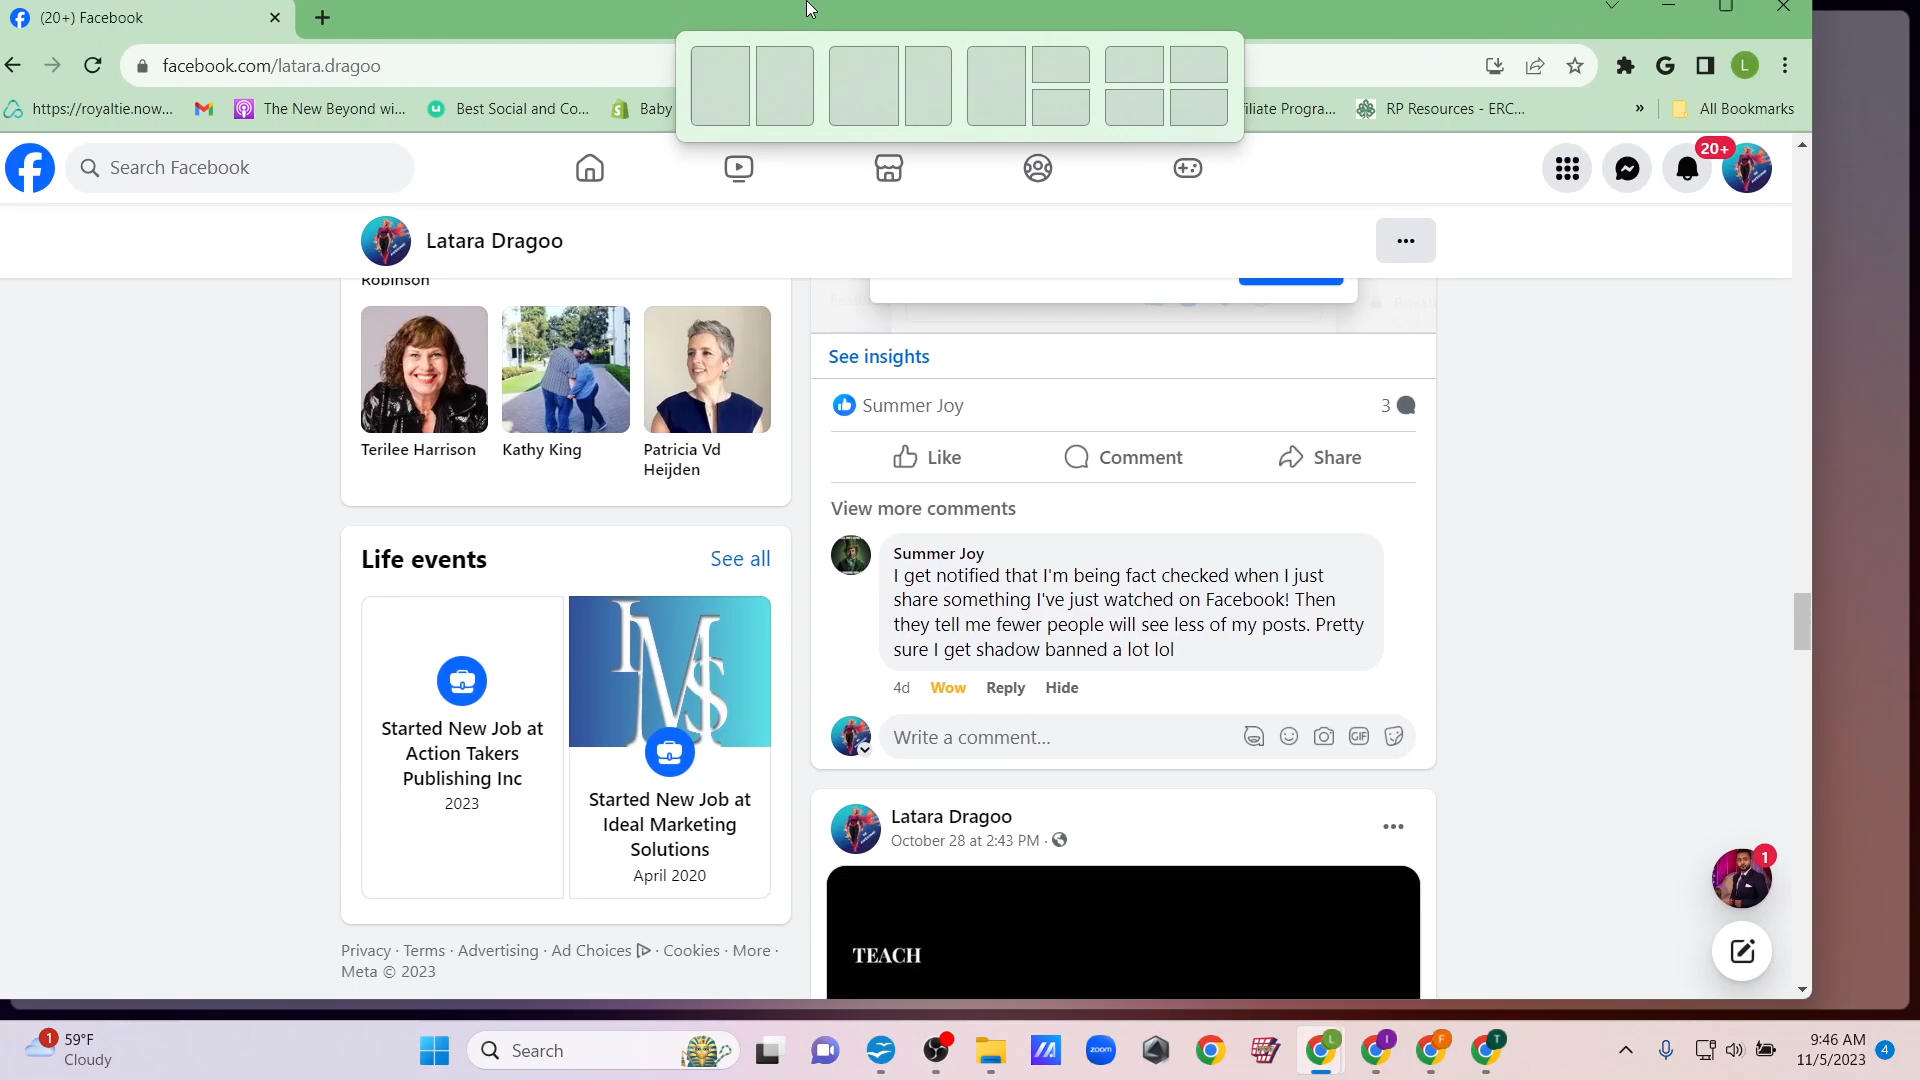 (20+) Facebook
facebook.com/latara.dragoo
https://royaltie.now...
The New Beyond wi...
Best Social and Co...
Baby
filiate Progra...
RP Resources - ERC...
»
All Bookmarks
L
Search Facebook
20+
Latara Dragoo
Robinson
Terilee Harrison
Kathy King
Patricia Vd
Heijden
Life events
See all
Started New Job at
Action Takers
Publishing Inc
2023
IMS
Started New Job at
Ideal Marketing
Solutions
April 2020
Privacy · Terms · Advertising · Ad Choices · Cookies · More ·
Meta © 2023
See insights
Summer Joy
3
Like
Comment
Share
View more comments
Summer Joy
I get notified that I'm being fact checked when I just
share something I've just watched on Facebook! Then
they tell me fewer people will see less of my posts. Pretty
sure I get shadow banned a lot lol
4d
Wow
Reply
Hide
Write a comment...
GIF
Latara Dragoo
October 28 at 2:43 PM ·
TEACH
1
1
59°F
Cloudy
Search
zoom
L
I
F
T
9:46 AM
11/5/2023
4